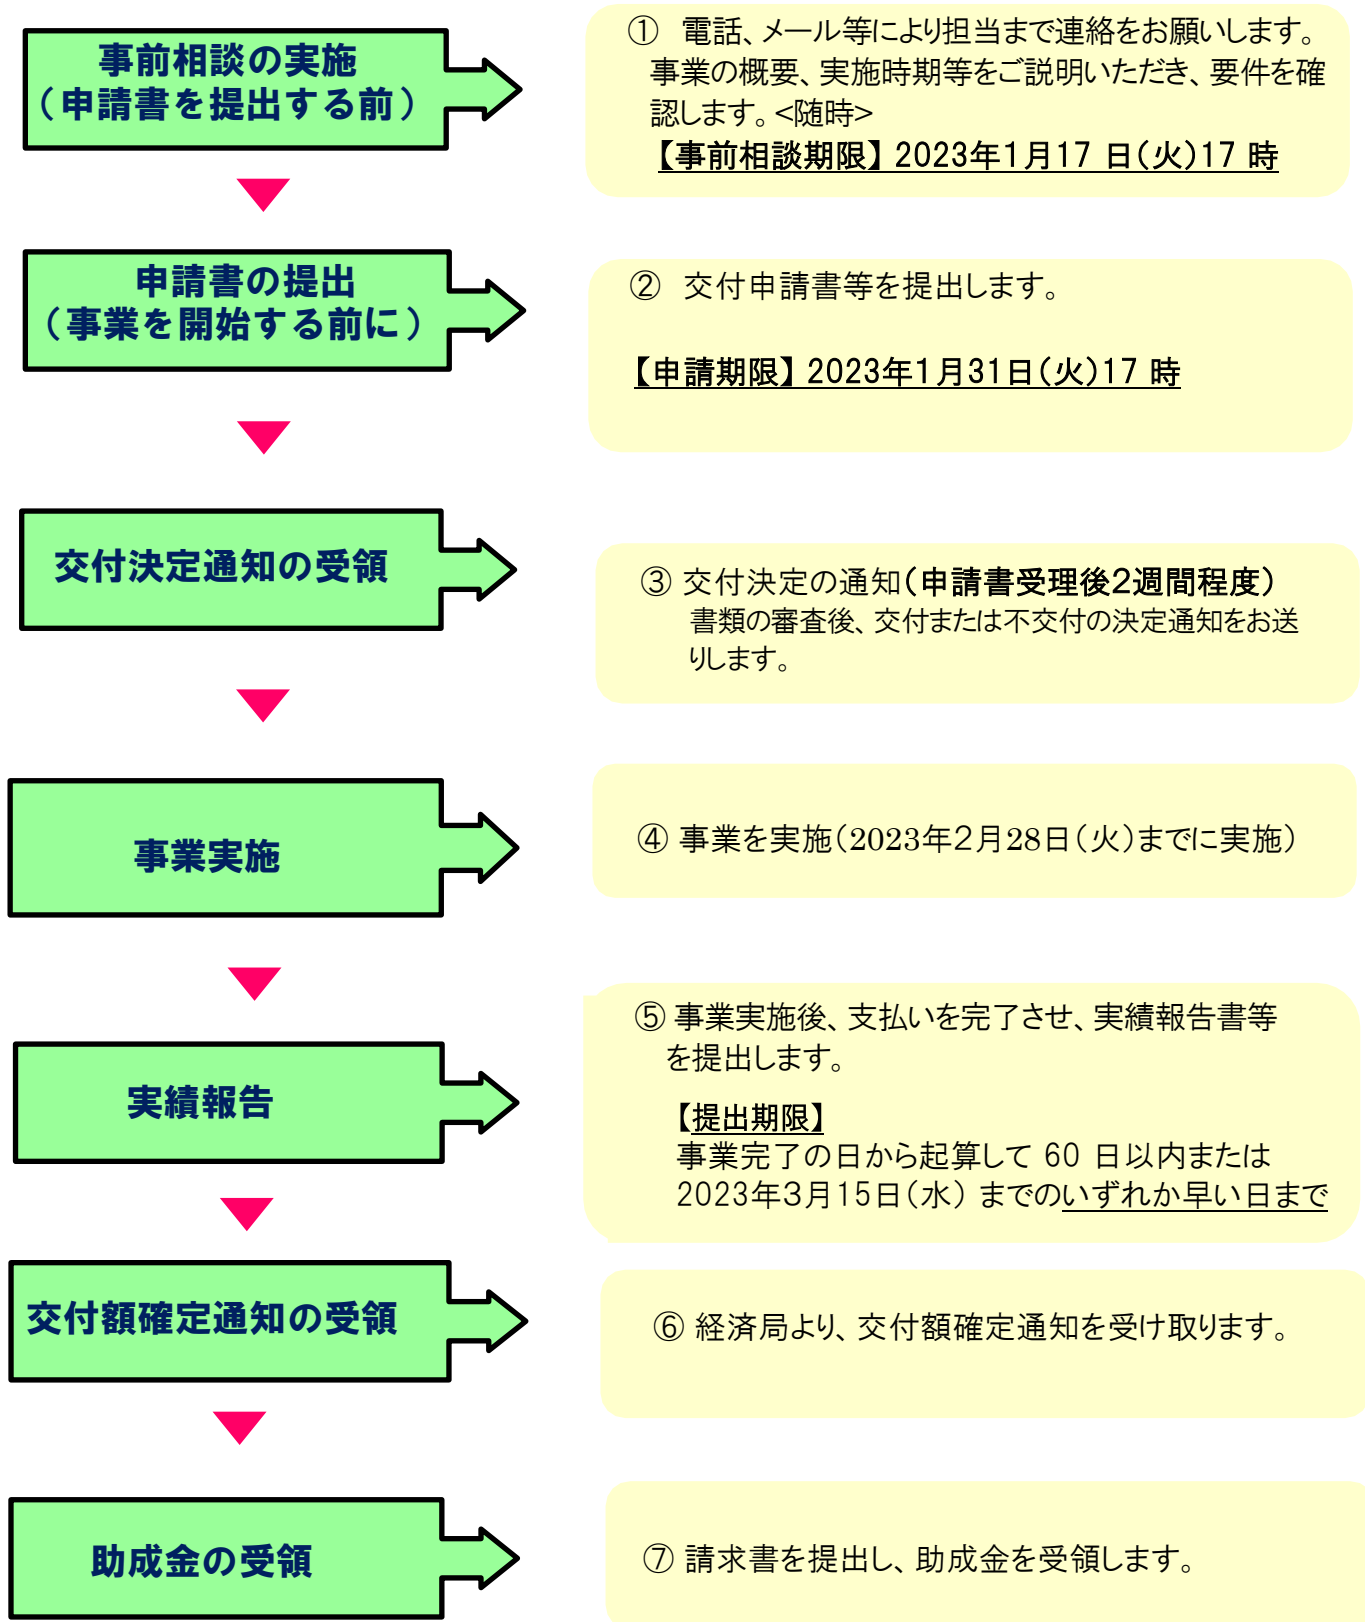 事前相談の実施
（申請書を提出する前）
① 電話、メール等により担当まで連絡をお願いします。
事業の概要、実施時期等をご説明いただき、要件を確
認します。<随時>
【事前相談期限】 2023年1月17 日（火）17 時
申請書の提出
（事業を開始する前に）
② 交付申請書等を提出します。
【申請期限】 2023年1月31日（火）17 時
交付決定通知の受領
③ 交付決定の通知（申請書受理後2週間程度）
書類の審査後、交付または不交付の決定通知をお送
りします。
事業実施
④ 事業を実施（2023年2月28日（火）までに実施）
実績報告
⑤ 事業実施後、支払いを完了させ、実績報告書等
を提出します。
【提出期限】
事業完了の日から起算して 60 日以内または
2023年3月15日（水） までのいずれか早い日まで
交付額確定通知の受領
⑥ 経済局より、交付額確定通知を受け取ります。
助成金の受領
⑦ 請求書を提出し、助成金を受領します。